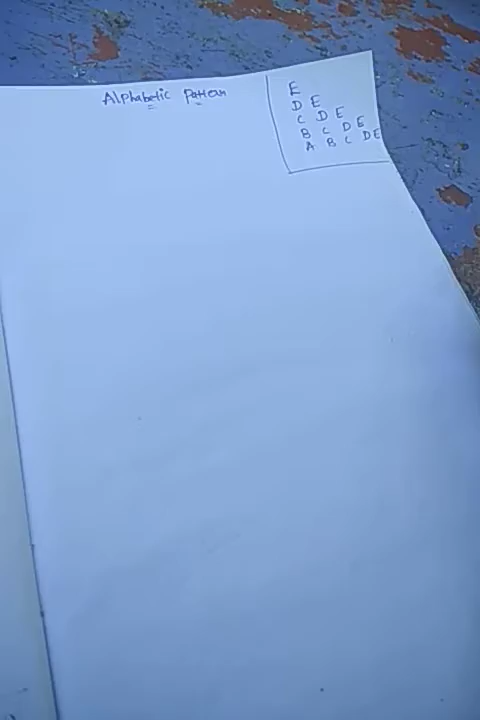 Alphabetic Pattern
E
D E
C D E
B C D E
A B C D E